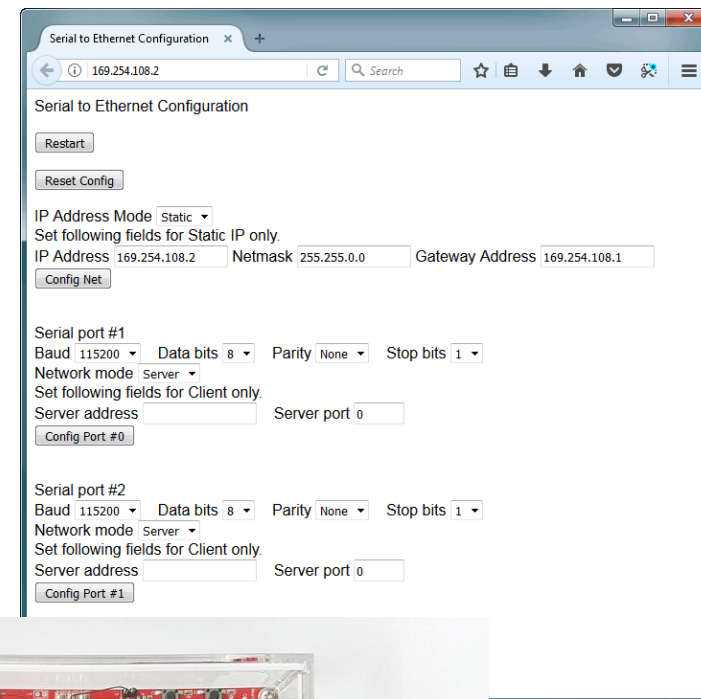 Serial to Ethernet Configuration
169.254.108.2
Search
Serial to Ethernet Configuration
Restart
Reset Config
IP Address Mode Static
Set following fields for Static IP only.
IP Address 169.254.108.2 Netmask 255.255.0.0 Gateway Address 169.254.108.1
Config Net
Serial port #1
Baud 115200 Data bits 8 Parity None Stop bits 1
Network mode Server
Set following fields for Client only.
Server address Server port 0
Config Port #0
Serial port #2
Baud 115200 Data bits 8 Parity None Stop bits 1
Network mode Server
Set following fields for Client only.
Server address Server port 0
Config Port #1